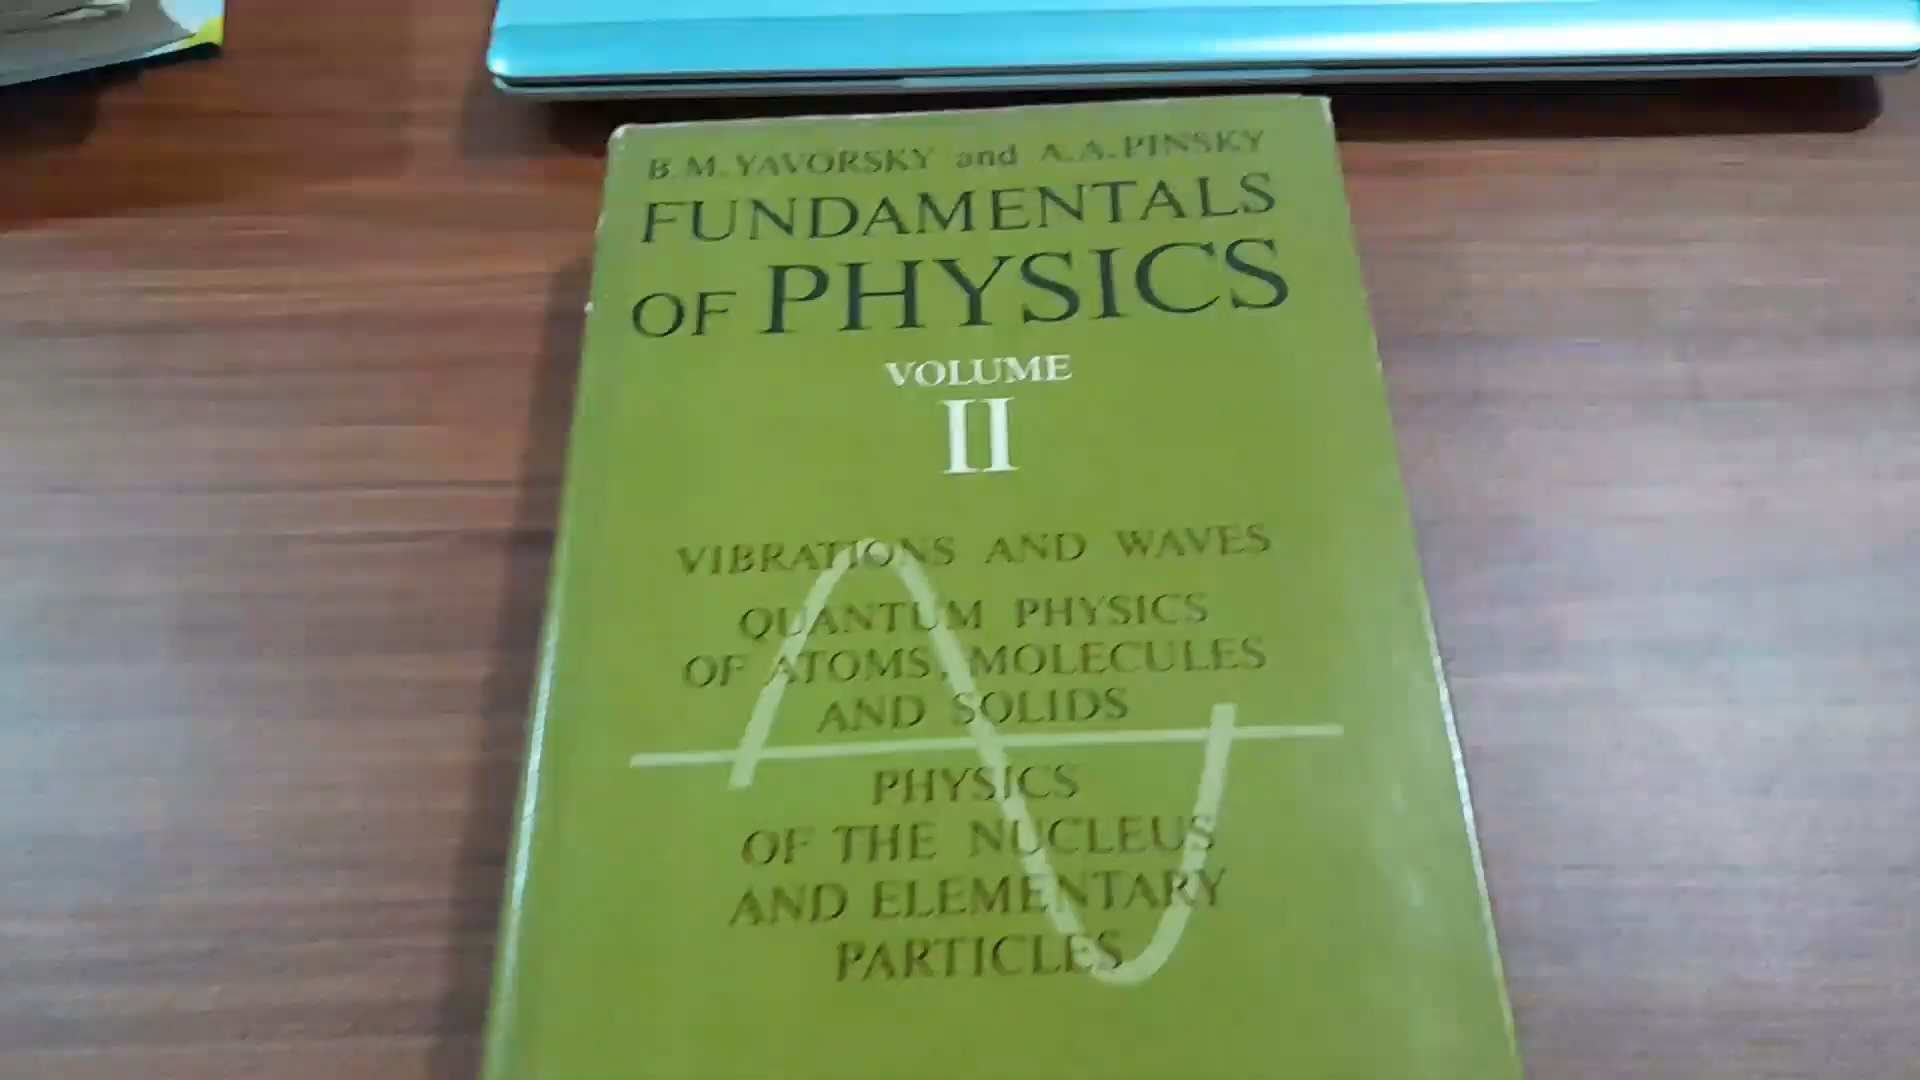 B.M.YAVORSKY and A.A.PINSKY
FUNDAMENTALS
OF PHYSICS
VOLUME
II
VIBRATIONS AND WAVES
QUANTUM PHYSICS
OF ATOMS, MOLECULES
AND SOLIDS
PHYSICS
OF THE NUCLEUS
AND ELEMENTARY
PARTICLES